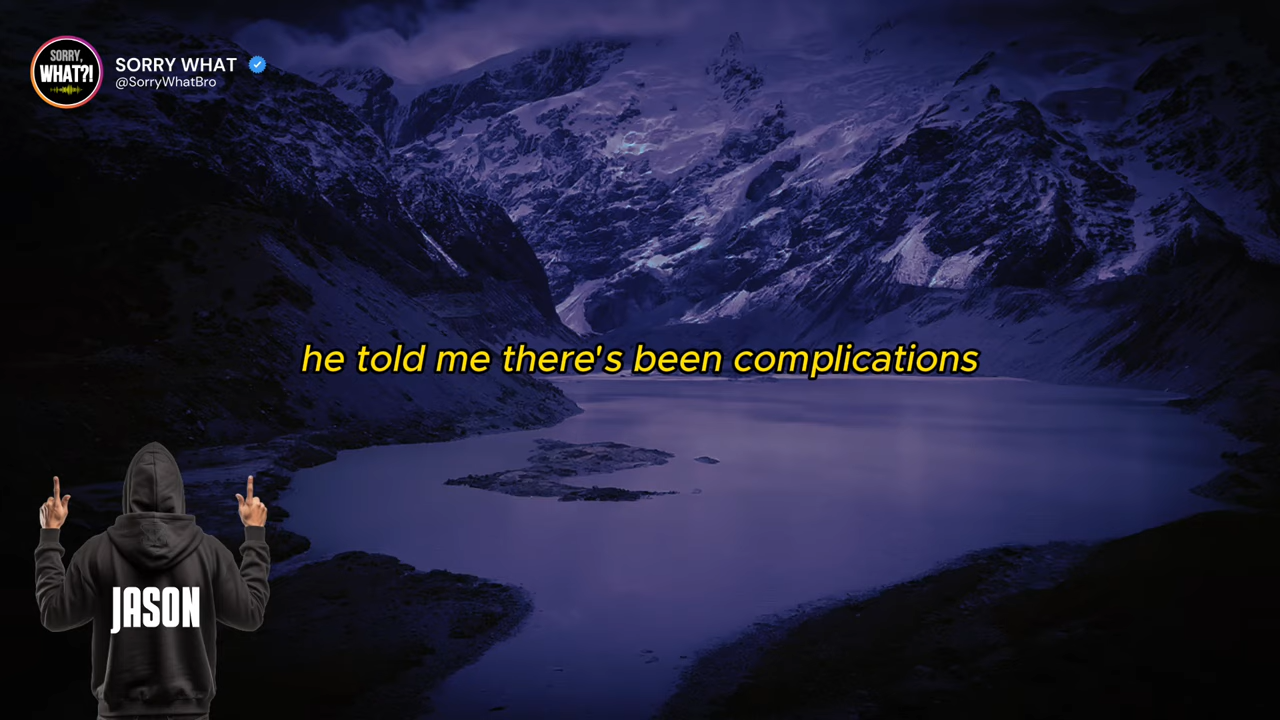 SORRY,
WHAT?!
SORRY WHAT
@SorryWhatBro
he told me there's been complications
JASON